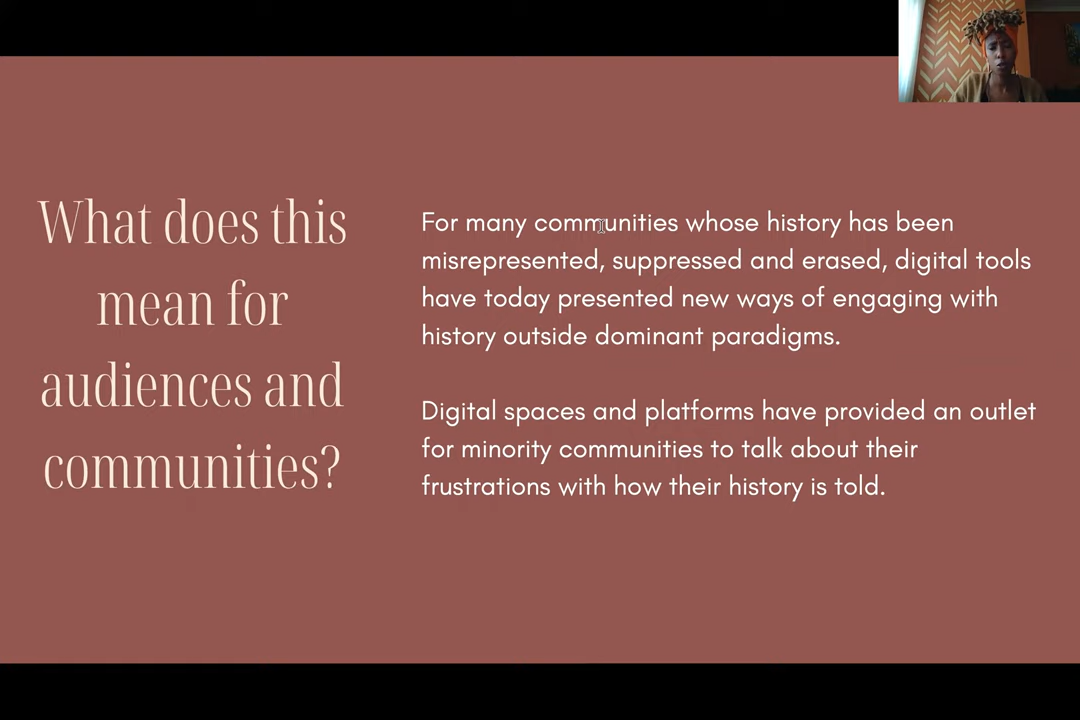 What does this
mean for
audiences and
communities?
For many communities whose history has been
misrepresented, suppressed and erased, digital tools
have today presented new ways of engaging with
history outside dominant paradigms.
Digital spaces and platforms have provided an outlet
for minority communities to talk about their
frustrations with how their history is told.